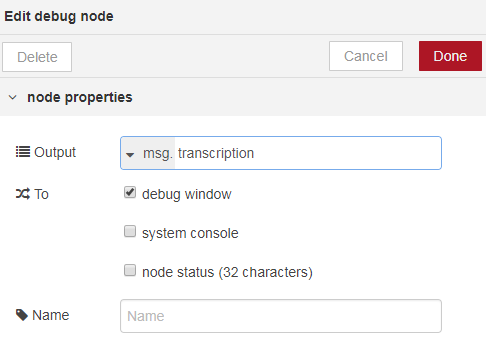 Edit debug node
Delete
Cancel
Done
node properties
Output
msg. transcription
To
debug window
system console
node status (32 characters)
Name
Name